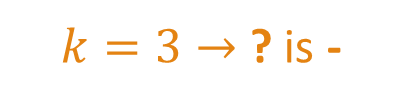 k = 3 → ? is -